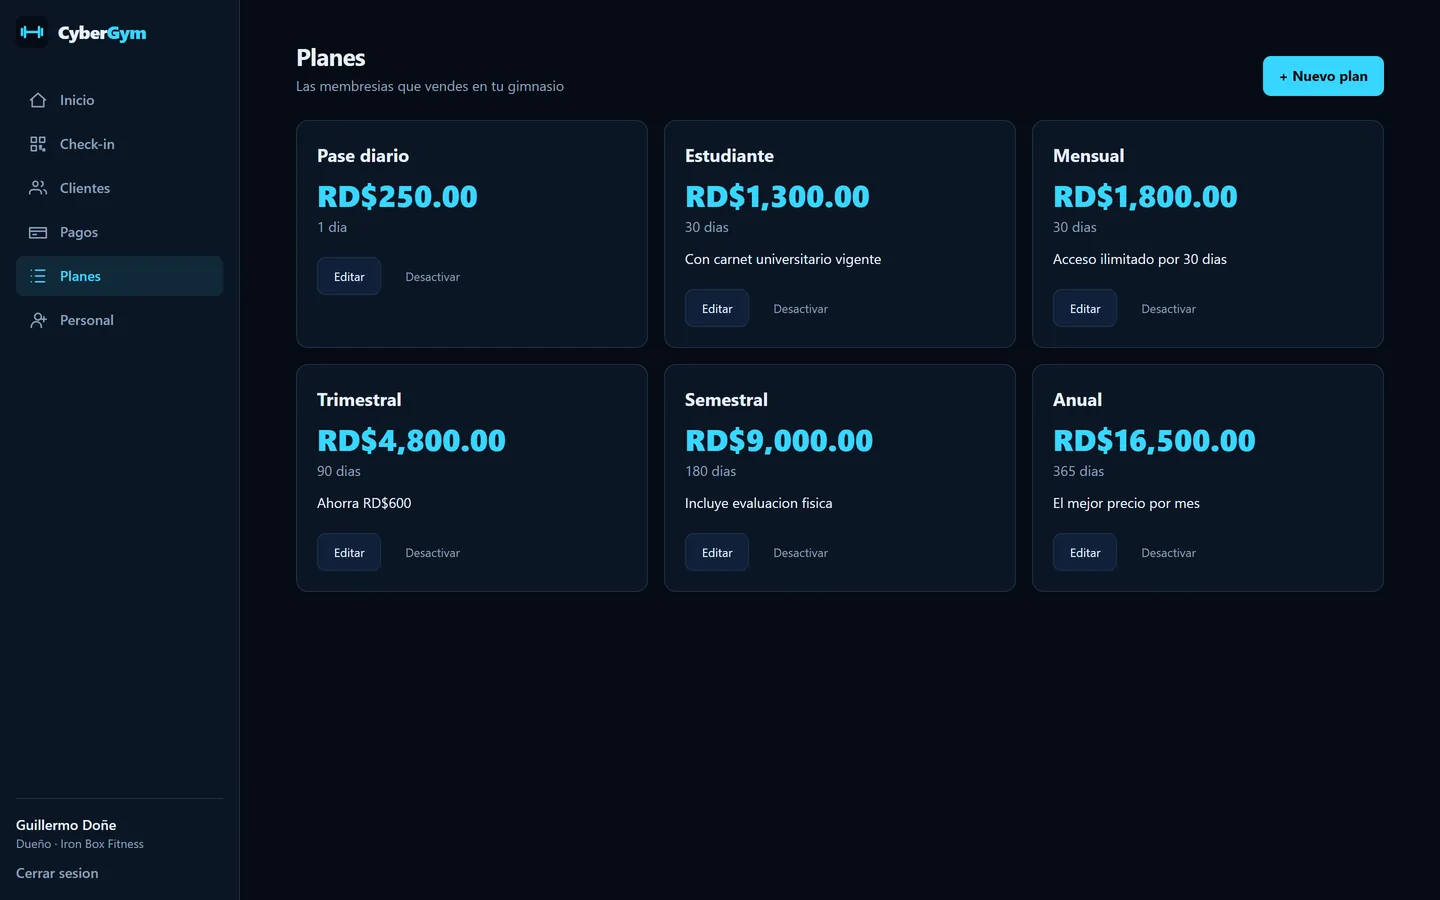 CyberGym
Inicio
Check-in
Clientes
Pagos
Planes
Personal
Guillermo Doñe
Dueño · Iron Box Fitness
Cerrar sesion
Planes
Las membresias que vendes en tu gimnasio
+ Nuevo plan
Pase diario
RD$250.00
1 dia
Editar Desactivar
Estudiante
RD$1,300.00
30 dias
Con carnet universitario vigente
Editar Desactivar
Mensual
RD$1,800.00
30 dias
Acceso ilimitado por 30 dias
Editar Desactivar
Trimestral
RD$4,800.00
90 dias
Ahorra RD$600
Editar Desactivar
Semestral
RD$9,000.00
180 dias
Incluye evaluacion fisica
Editar Desactivar
Anual
RD$16,500.00
365 dias
El mejor precio por mes
Editar Desactivar